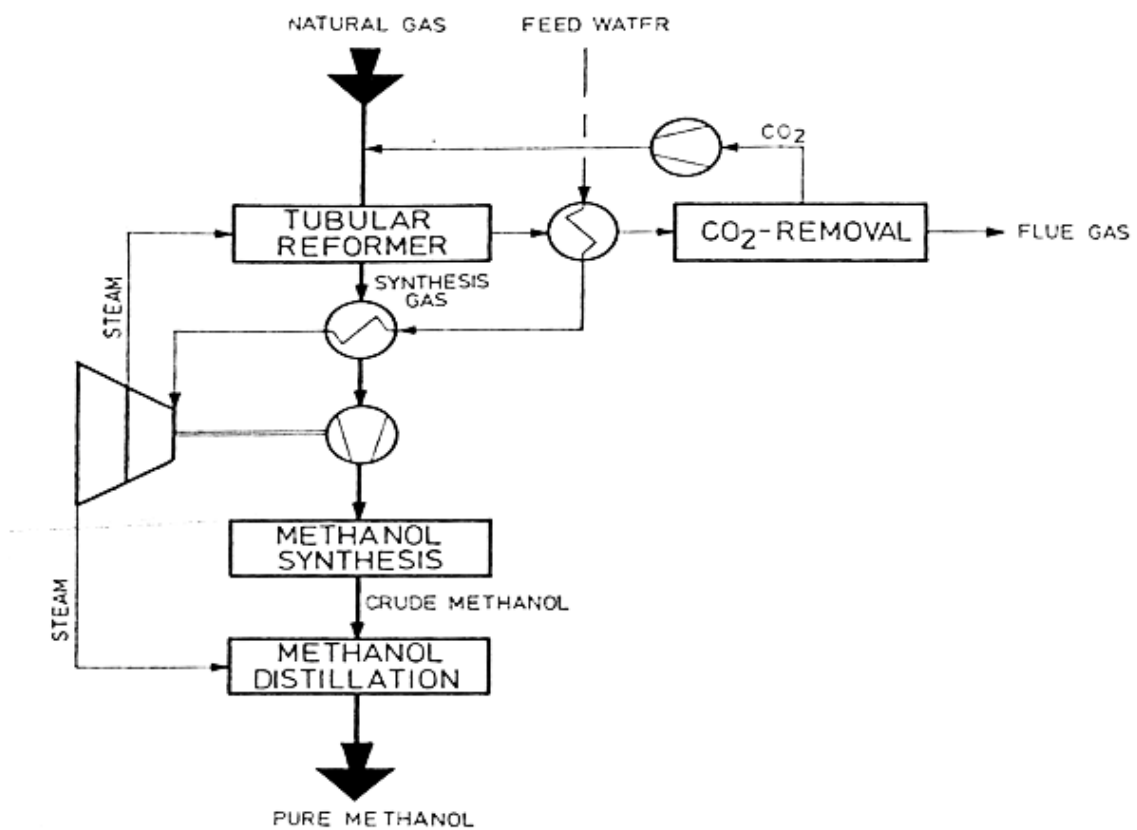 NATURAL GAS
FEED WATER
CO2
TUBULAR
REFORMER
CO2-REMOVAL
FLUE GAS
SYNTHESIS
GAS
STEAM
METHANOL
SYNTHESIS
CRUDE METHANOL
STEAM
METHANOL
DISTILLATION
PURE METHANOL